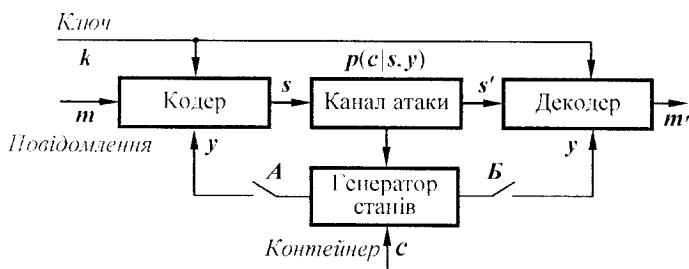 Ключ
k
p(c|s,y)
Кодер
s
Канал атаки
s'
Декодер
m
m'
Повідомлення
y
y
А
Генератор
станів
Б
Контейнер
c